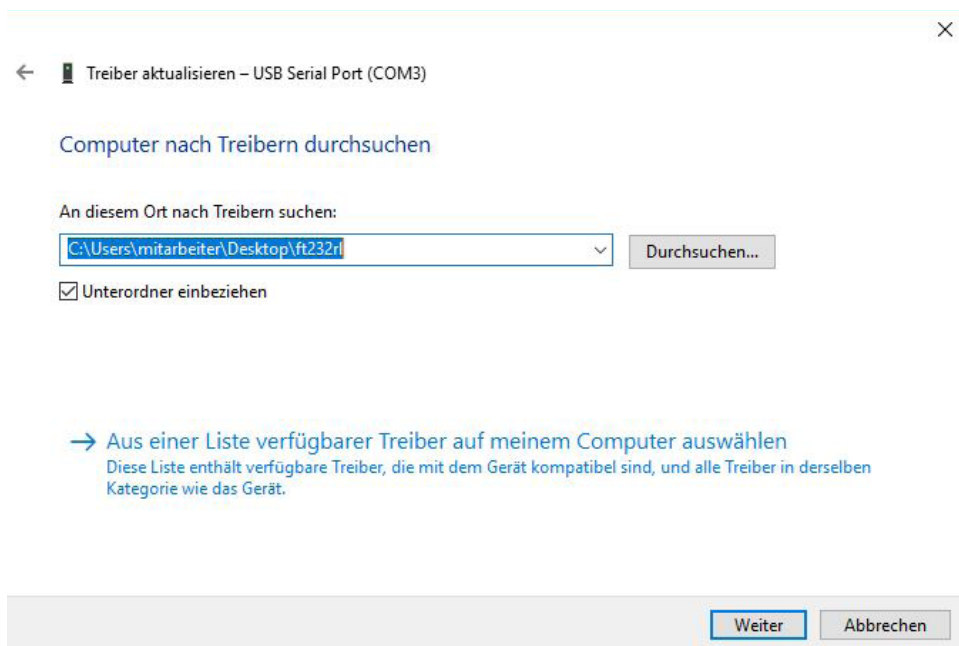 Treiber aktualisieren – USB Serial Port (COM3)
Computer nach Treibern durchsuchen
An diesem Ort nach Treibern suchen:
C:\Users\mitarbeiter\Desktop\ft232rl
Durchsuchen...
Unterordner einbeziehen
Aus einer Liste verfügbarer Treiber auf meinem Computer auswählen
Diese Liste enthält verfügbare Treiber, die mit dem Gerät kompatibel sind, und alle Treiber in derselben
Kategorie wie das Gerät.
Weiter
Abbrechen